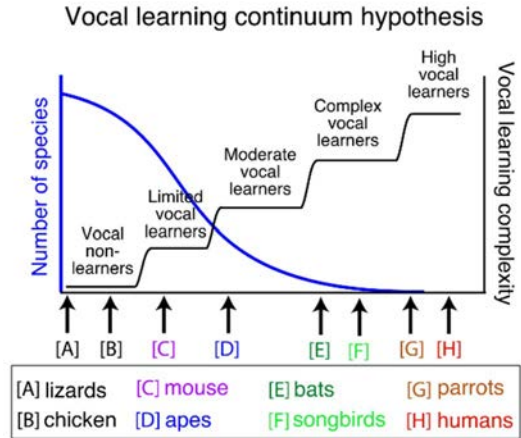 Vocal learning continuum hypothesis
Number of species
Vocal learning complexity
Vocal
non-
learners
Limited
vocal
learners
Moderate
vocal
learners
Complex
vocal
learners
High
vocal
learners
[A] [B] [C] [D] [E] [F] [G] [H]
[A] lizards [C] mouse [E] bats [G] parrots
[B] chicken [D] apes [F] songbirds [H] humans